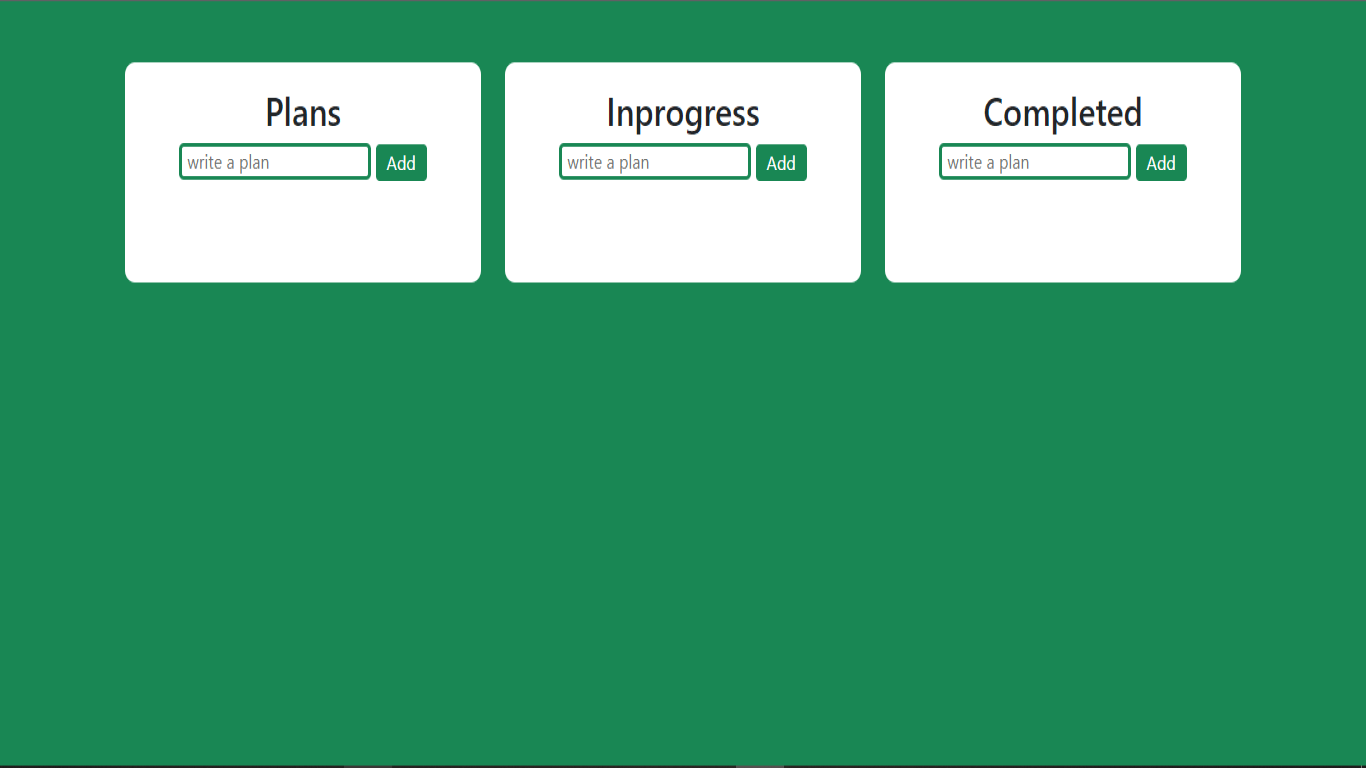 Plans
write a plan Add
Inprogress
write a plan Add
Completed
write a plan Add